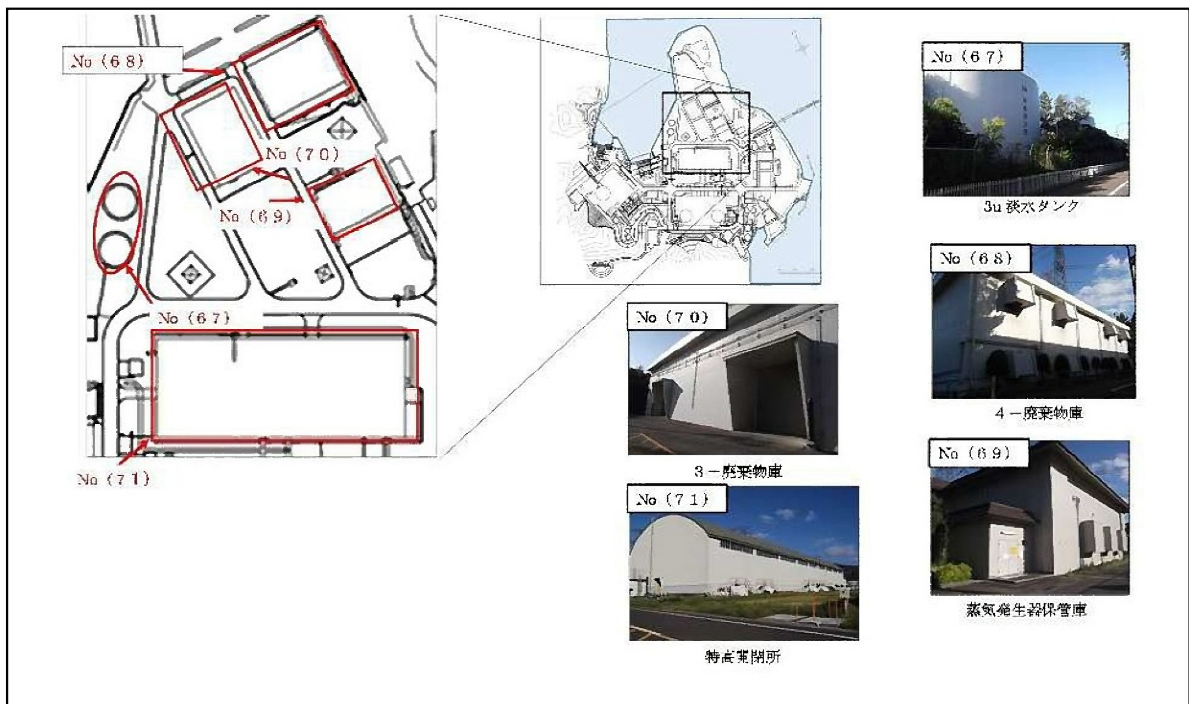 No (68)
No (70)
No (69)
No (67)
No (71)
No (67)
3u 淡水タンク
No (68)
4－廃棄物庫
No (70)
3－廃棄物庫
No (69)
蒸気発生器保管庫
No (71)
特高開閉所